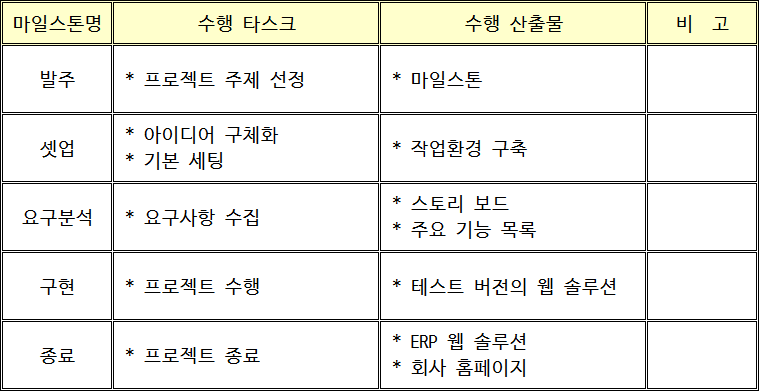 마일스톤명 수행 타스크 수행 산출물 비 고
발주 * 프로젝트 주제 선정 * 마일스톤
셋업 * 아이디어 구체화
* 기본 세팅 * 작업환경 구축
요구분석 * 요구사항 수집 * 스토리 보드
* 주요 기능 목록
구현 * 프로젝트 수행 * 테스트 버전의 웹 솔루션
종료 * 프로젝트 종료 * ERP 웹 솔루션
* 회사 홈페이지